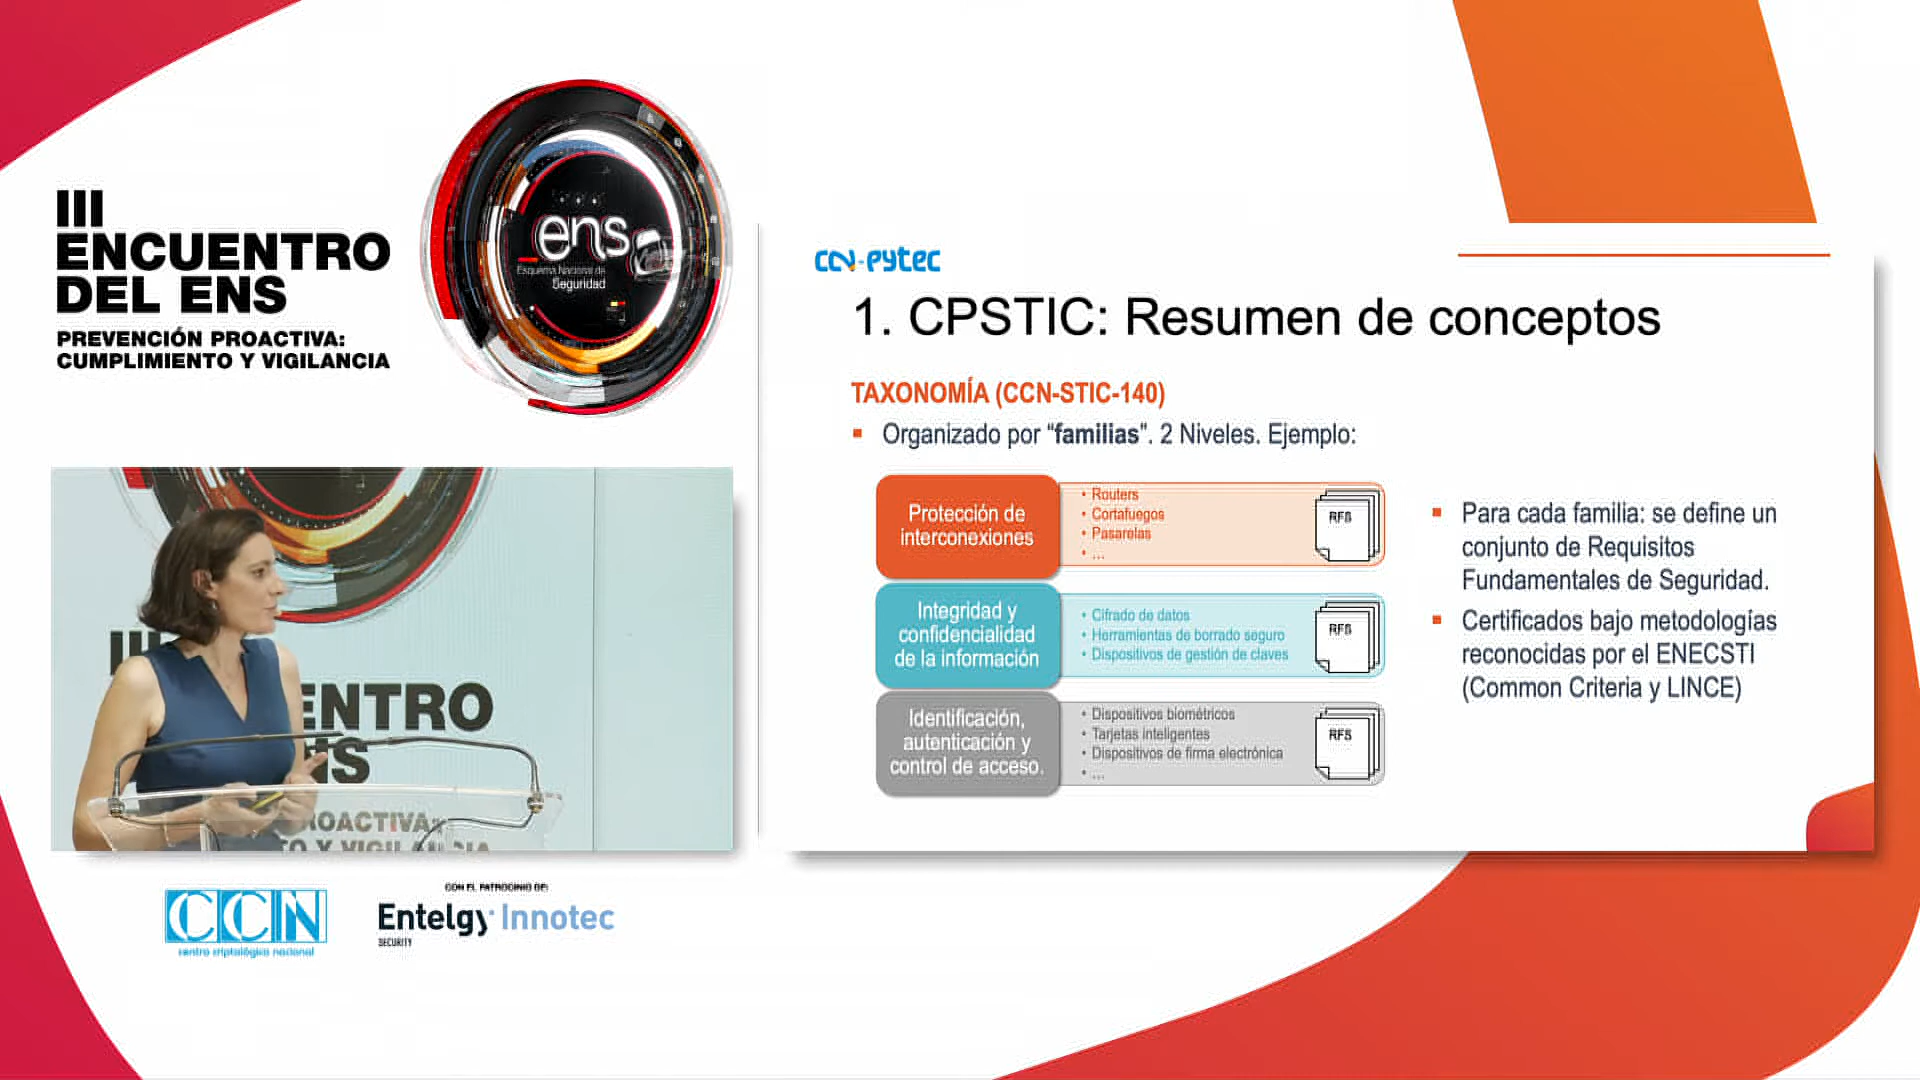 III
ENCUENTRO
DEL ENS
PREVENCIÓN PROACTIVA:
CUMPLIMIENTO Y VIGILANCIA
ens
Esquema Nacional de
Seguridad
III
ENTRO
NS
ROACTIVA:
TO Y VIGILANCIA
CCN
centro criptológico nacional
CON EL PATROCINIO DE:
Entelgy Innotec
SECURITY
CCN-PYTEC
1. CPSTIC: Resumen de conceptos
TAXONOMÍA (CCN-STIC-140)
▪ Organizado por “familias”. 2 Niveles. Ejemplo:
Protección de
interconexiones
• Routers
• Cortafuegos
• Pasarelas
• ...
RFS
Integridad y
confidencialidad
de la información
• Cifrado de datos
• Herramientas de borrado seguro
• Dispositivos de gestión de claves
RFS
Identificación,
autenticación y
control de acceso.
• Dispositivos biométricos
• Tarjetas inteligentes
• Dispositivos de firma electrónica
• ...
RFS
▪ Para cada familia: se define un
conjunto de Requisitos
Fundamentales de Seguridad.
▪ Certificados bajo metodologías
reconocidas por el ENECSTI
(Common Criteria y LINCE)